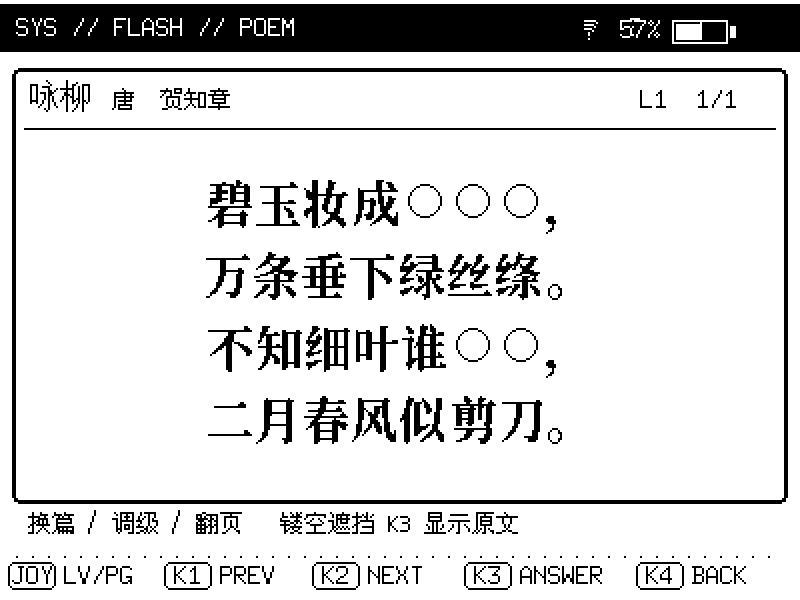 SYS // FLASH // POEM 57%
咏柳 唐 贺知章 L1 1/1
碧玉妆成○○○，
万条垂下绿丝绦。
不知细叶谁○○，
二月春风似剪刀。
换篇 / 调级 / 翻页 镂空遮挡 K3 显示原文
JOY LV/PG K1 PREV K2 NEXT K3 ANSWER K4 BACK